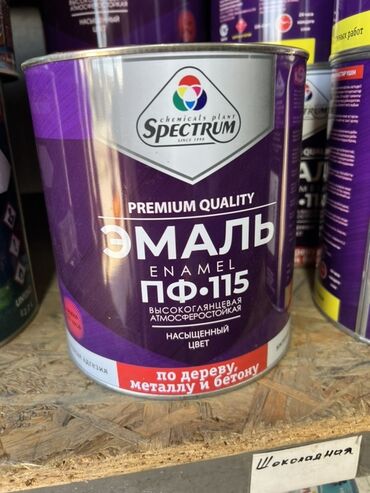 chemicals plant
SPECTRUM
SINCE 1998
PREMIUM QUALITY
ЭМАЛЬ
ENAMEL
ПФ•115
ВЫСОКОГЛЯНЦЕВАЯ
АТМОСФЕРОСТОЙКАЯ
НАСЫЩЕННЫЙ
ЦВЕТ
адгезия
по дереву,
металлу и бетону
Шоколадная